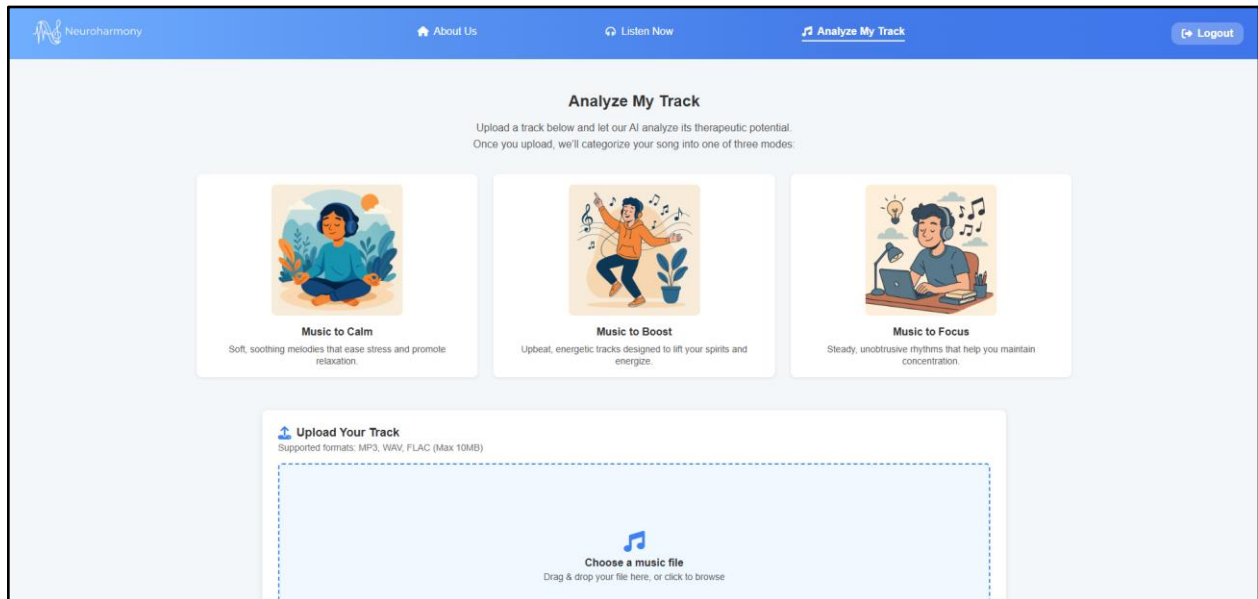 Neuroharmony
About Us
Listen Now
Analyze My Track
Logout
Analyze My Track
Upload a track below and let our AI analyze its therapeutic potential.
Once you upload, we'll categorize your song into one of three modes:
Music to Calm
Soft, soothing melodies that ease stress and promote
relaxation.
Music to Boost
Upbeat, energetic tracks designed to lift your spirits and
energize.
Music to Focus
Steady, unobtrusive rhythms that help you maintain
concentration.
Upload Your Track
Supported formats: MP3, WAV, FLAC (Max 10MB)
Choose a music file
Drag & drop your file here, or click to browse